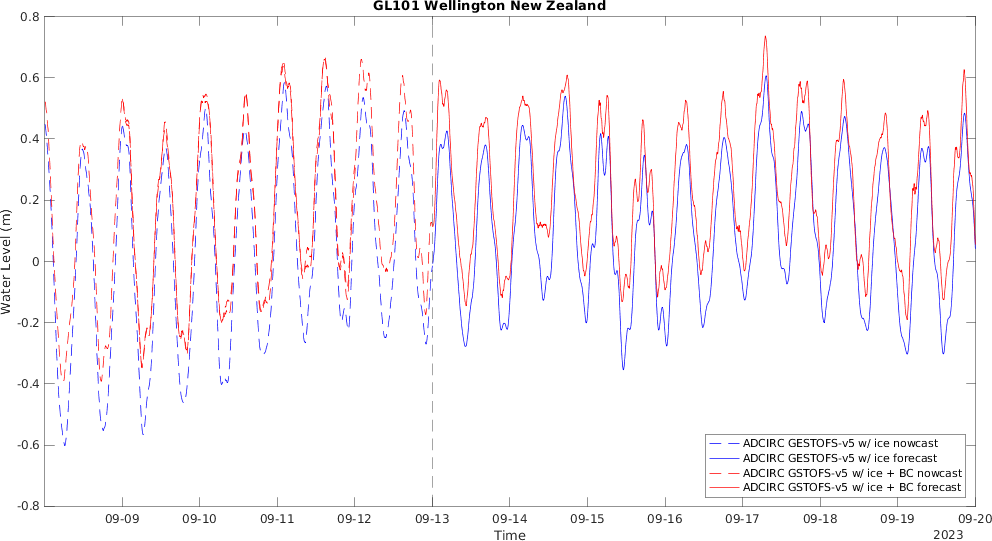 GL101 Wellington New Zealand
0.8
0.6
0.4
0.2
0
-0.2
-0.4
-0.6
-0.8
Water Level (m)
09-09 09-10 09-11 09-12 09-13 09-14 09-15 09-16 09-17 09-18 09-19 09-20
Time
2023
ADCIRC GESTOFS-v5 w/ ice nowcast
ADCIRC GESTOFS-v5 w/ ice forecast
ADCIRC GSTOFS-v5 w/ ice + BC nowcast
ADCIRC GSTOFS-v5 w/ ice + BC forecast